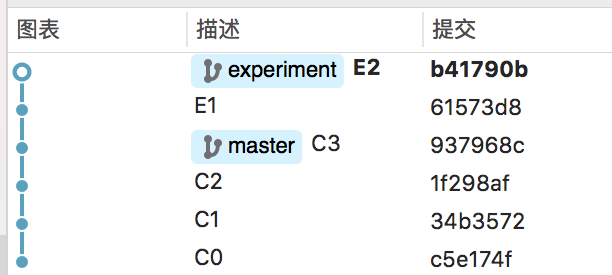 图表 描述 提交
experiment E2 b41790b
E1 61573d8
master C3 937968c
C2 1f298af
C1 34b3572
C0 c5e174f